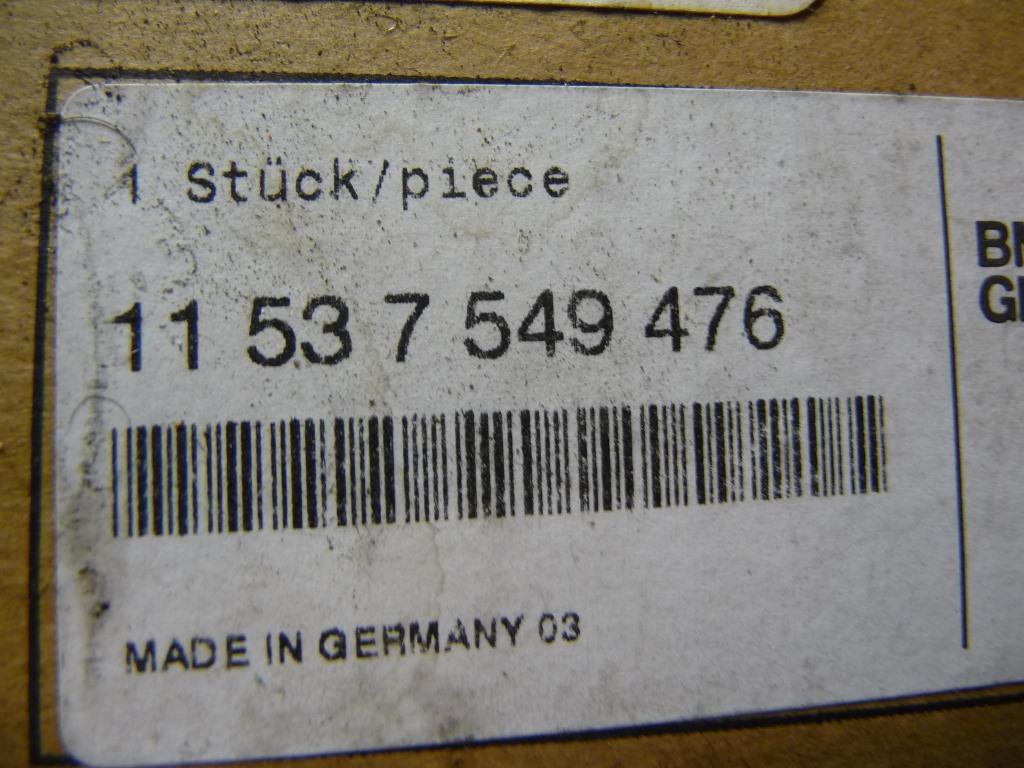 1 Stück/piece
11 53 7 549 476
MADE IN GERMANY 03